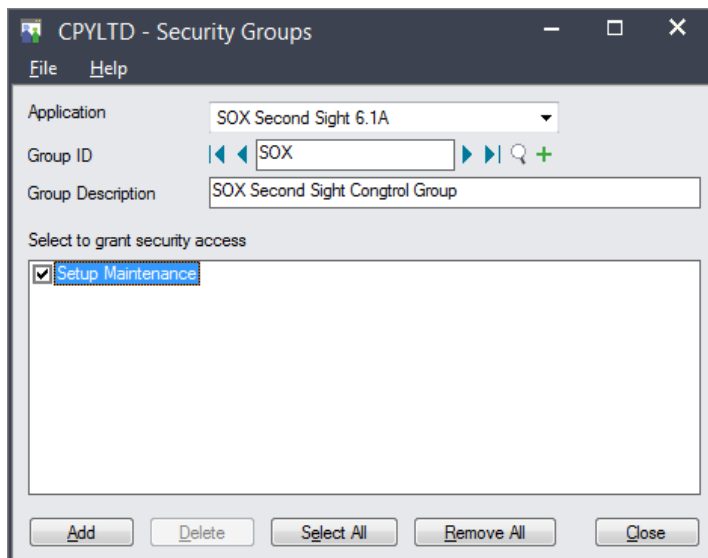 CPYLTD - Security Groups
File Help
Application SOX Second Sight 6.1A
Group ID SOX
Group Description SOX Second Sight Congtrol Group
Select to grant security access
Setup Maintenance
Add Delete Select All Remove All Close